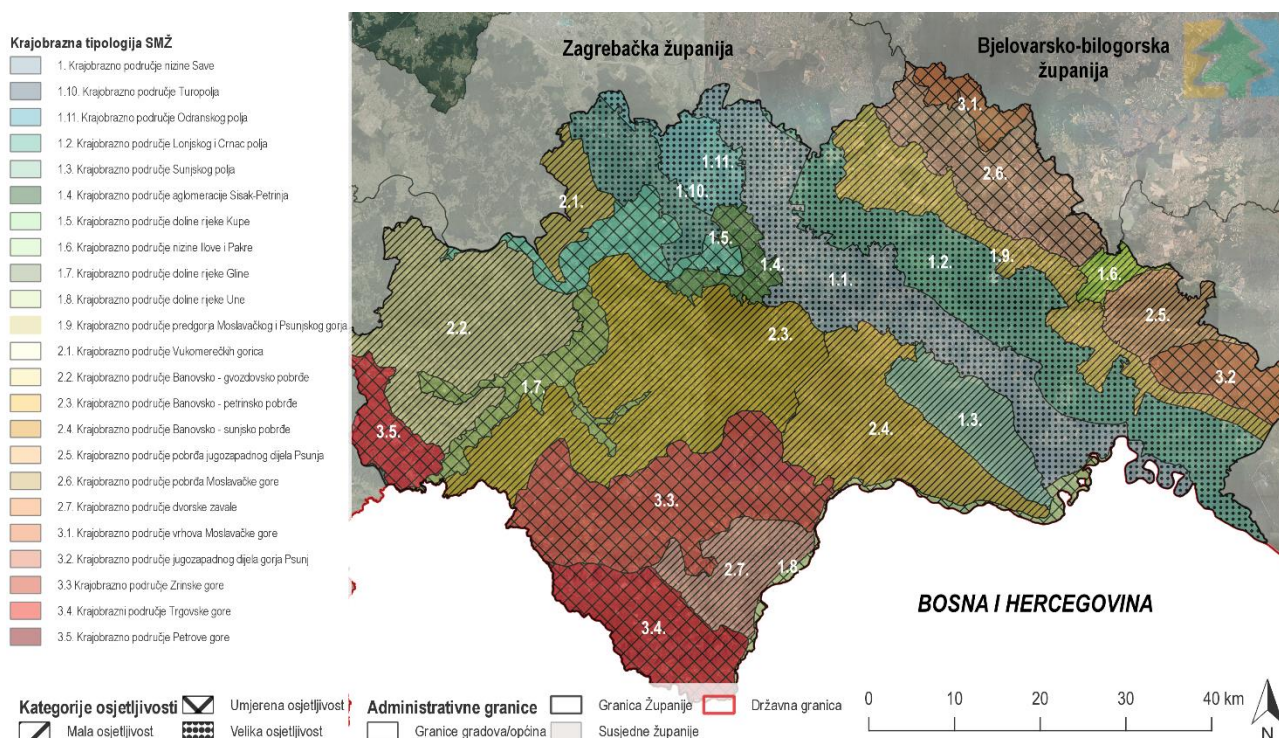 Krajobrazna tipologija SMŽ
1. Krajobrazno područje nizine Save
1.10. Krajobrazno područje Turopolja
1.11. Krajobrazno područje Odranskog polja
1.2. Krajobrazno područje Lonjskog i Crnac polja
1.3. Krajobrazno područje Sunjskog polja
1.4. Krajobrazno područje aglomeracije Sisak-Petrinja
1.5. Krajobrazno područje doline rijeke Kupe
1.6. Krajobrazno područje nizine Ilove i Pakre
1.7. Krajobrazno područje doline rijeke Gline
1.8. Krajobrazno područje doline rijeke Une
1.9. Krajobrazno područje predgorja Moslavačkog i Psunjskog gorja
2.1. Krajobrazno područje Vukomerečkih gorica
2.2. Krajobrazno područje Banovsko - gvozdovsko pobrđe
2.3. Krajobrazno područje Banovsko - petrinsko pobrđe
2.4. Krajobrazno područje Banovsko - sunjsko pobrđe
2.5. Krajobrazno područje pobrđa jugozapadnog dijela Psunja
2.6. Krajobrazno područje pobrđa Moslavačke gore
2.7. Krajobrazno područje dvorske zavale
3.1. Krajobrazno područje vrhova Moslavačke gore
3.2. Krajobrazno područje jugozapadnog dijela gorja Psunj
3.3 Krajobrazno područje Zrinske gore
3.4. Krajobrazni područje Trgovske gore
3.5. Krajobrazno područje Petrove gore
Zagrebačka županija
Bjelovarsko-bilogorska
županija
3.1.
1.11.
2.6.
2.1.
1.10.
1.5.
1.4.
1.9.
1.2.
1.6.
1.1.
2.2.
2.5.
2.3.
3.2
1.7.
1.3.
3.5.
2.4.
3.3.
2.7.
1.8.
3.4.
BOSNA I HERCEGOVINA
Kategorije osjetljivosti
Mala osjetljivost
Umjerena osjetljivost
Velika osjetljivost
Administrativne granice
Granice gradova/općina
Granica Županije
Susjedne županije
Državna granica
0 10 20 30 40 km
N